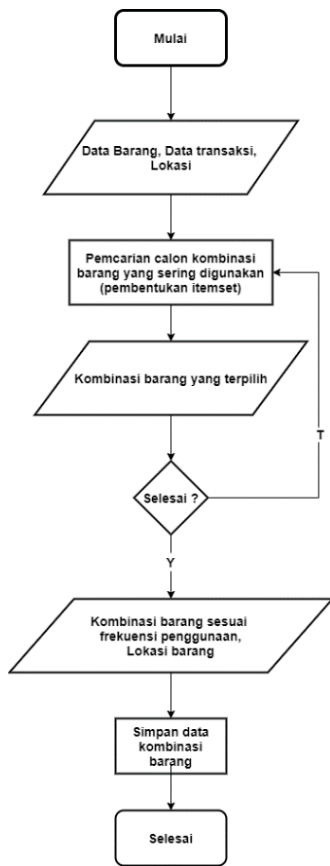 Mulai
Data Barang, Data transaksi,
Lokasi
Pemcarian calon kombinasi
barang yang sering digunakan
(pembentukan itemset)
Kombinasi barang yang terpilih
T
Selesai ?
Y
Kombinasi barang sesuai
frekuensi penggunaan,
Lokasi barang
Simpan data
kombinasi
barang
Selesai